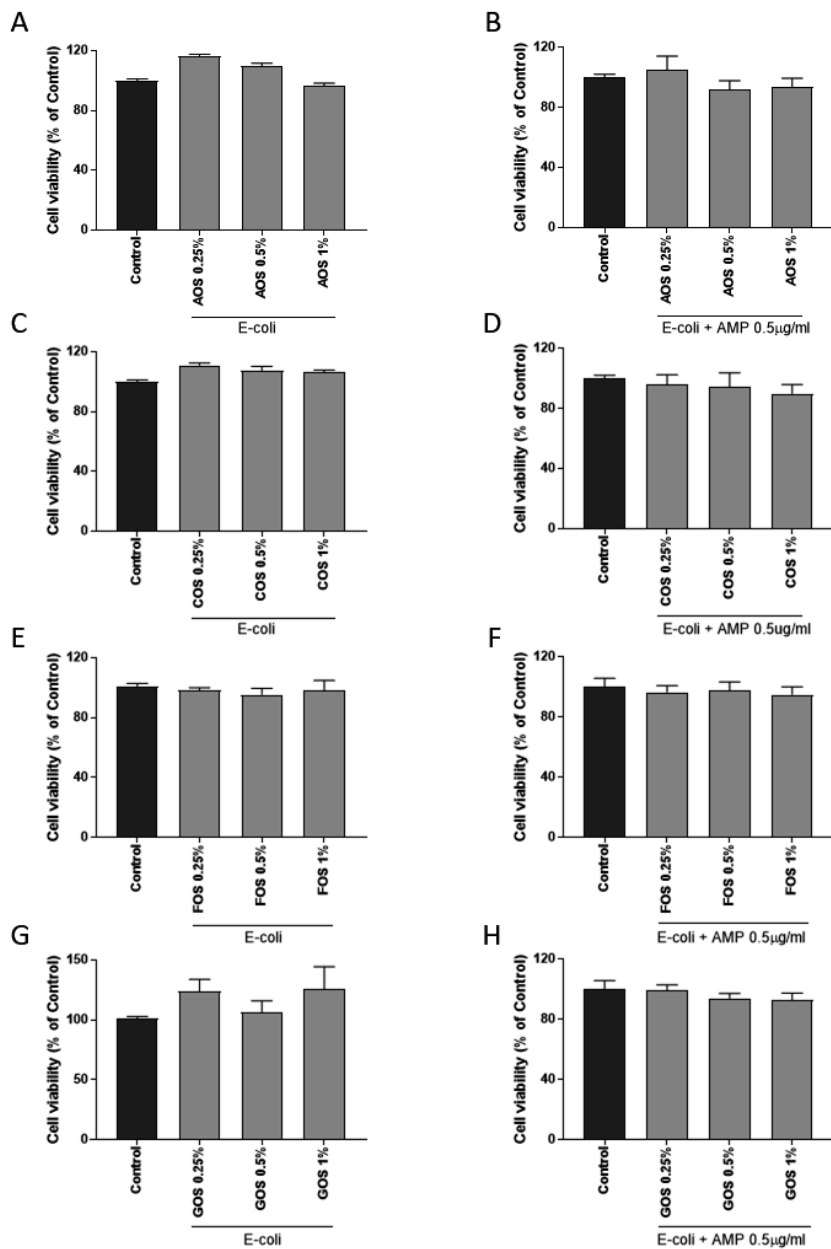 A
Cell viability (% of Control)
120
80
40
0
Control
AOS 0.25%
AOS 0.5%
AOS 1%
E-coli
B
Cell viability (% of Control)
120
80
40
0
Control
AOS 0.25%
AOS 0.5%
AOS 1%
E-coli + AMP 0.5µg/ml
C
Cell viability (% of Control)
120
80
40
0
Control
COS 0.25%
COS 0.5%
COS 1%
E-coli
D
Cell viability (% of Control)
120
80
40
0
Control
COS 0.25%
COS 0.5%
COS 1%
E-coli + AMP 0.5ug/ml
E
Cell viability (% of Control)
120
80
40
0
Control
FOS 0.25%
FOS 0.5%
FOS 1%
E-coli
F
Cell viability (% of Control)
120
80
40
0
Control
FOS 0.25%
FOS 0.5%
FOS 1%
E-coli + AMP 0.5µg/ml
G
Cell viability (% of Control)
150
100
50
0
Control
GOS 0.25%
GOS 0.5%
GOS 1%
E-coli
H
Cell viability (% of Control)
120
80
40
0
Control
GOS 0.25%
GOS 0.5%
GOS 1%
E-coli + AMP 0.5µg/ml